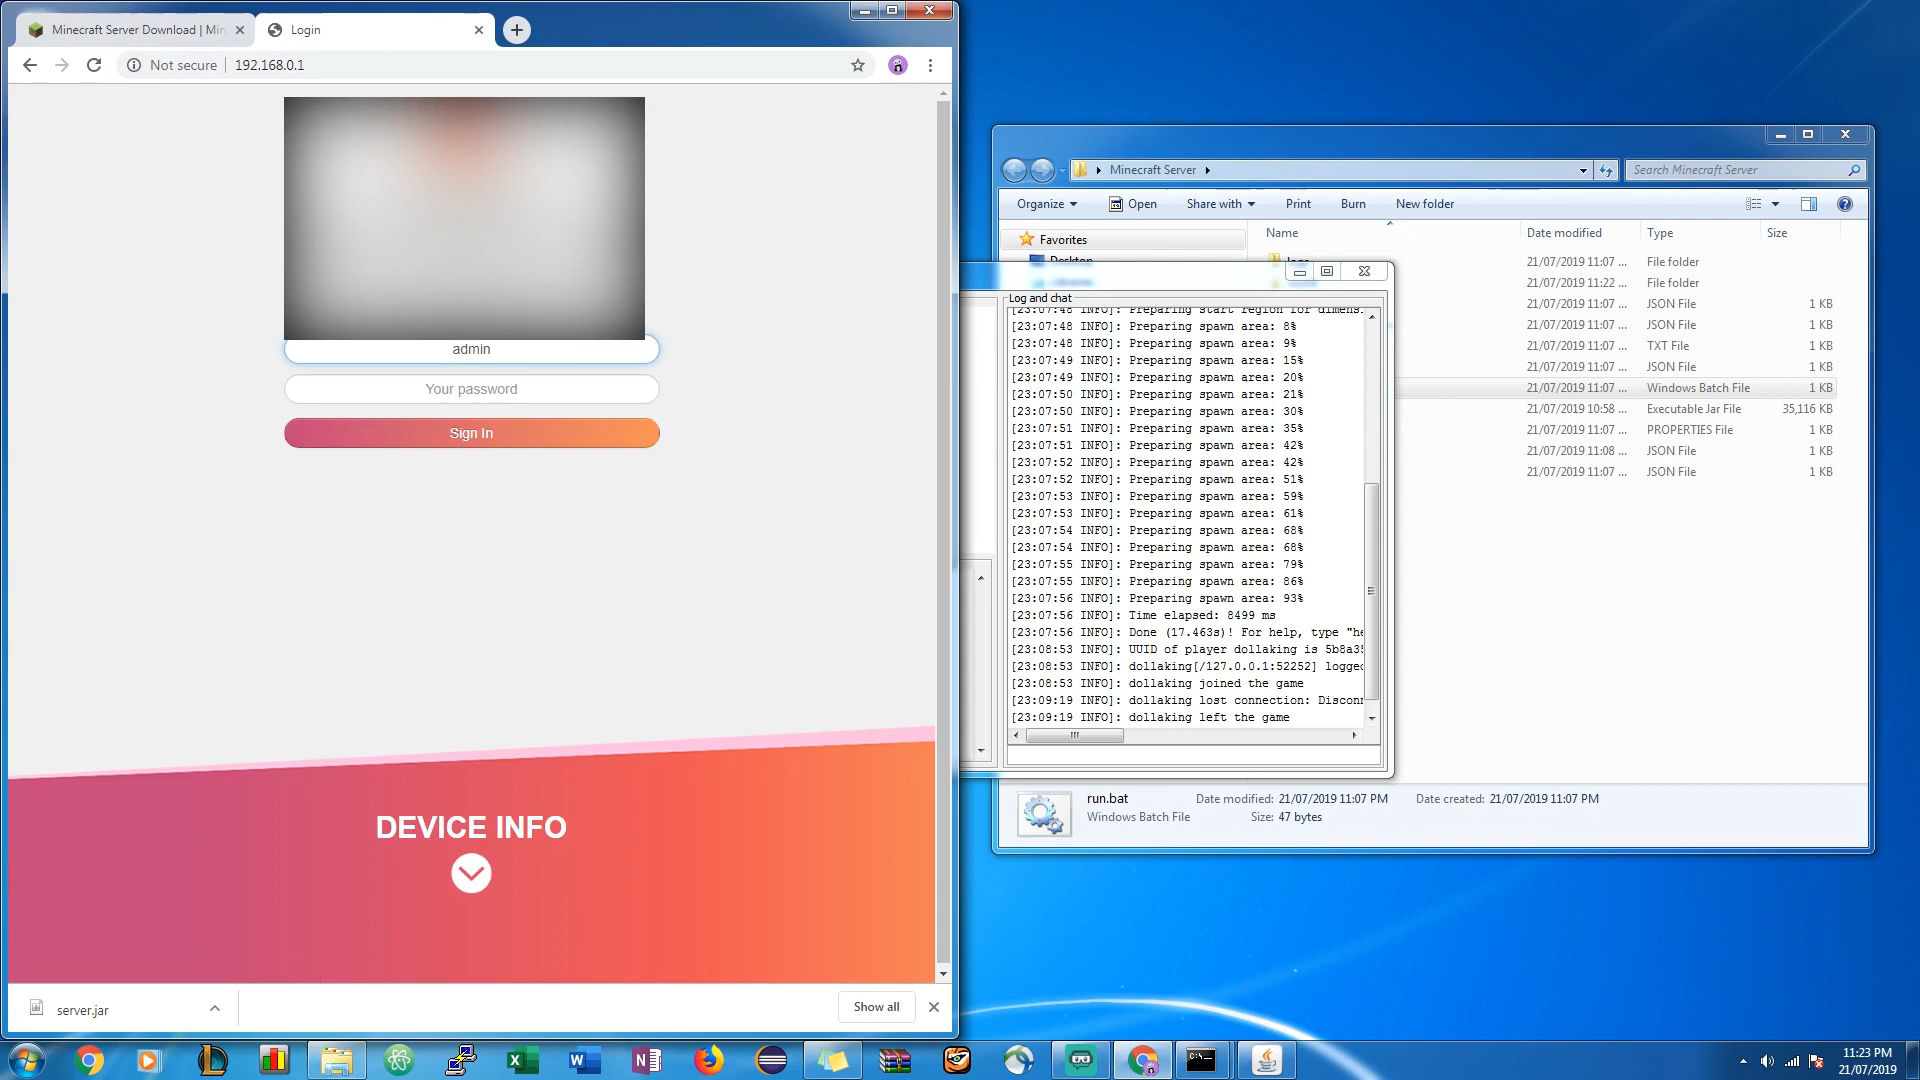 Minecraft Server Download | Min
Login
Not secure
192.168.0.1
admin
Your password
Sign In
DEVICE INFO
server.jar
Show all
Minecraft Server
Search Minecraft Server
Organize
Open
Share with
Print
Burn
New folder
Favorites
Desktop
Name
Date modified
Type
Size
21/07/2019 11:07 ...
File folder
21/07/2019 11:22 ...
File folder
21/07/2019 11:07 ...
JSON File
1 KB
21/07/2019 11:07 ...
JSON File
1 KB
21/07/2019 11:07 ...
TXT File
1 KB
21/07/2019 11:07 ...
JSON File
1 KB
21/07/2019 11:07 ...
Windows Batch File
1 KB
21/07/2019 10:58 ...
Executable Jar File
35,116 KB
21/07/2019 11:07 ...
PROPERTIES File
1 KB
21/07/2019 11:08 ...
JSON File
1 KB
21/07/2019 11:07 ...
JSON File
1 KB
Log and chat
[23:07:48 INFO]: Preparing start region for dimens
[23:07:48 INFO]: Preparing spawn area: 8%
[23:07:48 INFO]: Preparing spawn area: 9%
[23:07:49 INFO]: Preparing spawn area: 15%
[23:07:49 INFO]: Preparing spawn area: 20%
[23:07:50 INFO]: Preparing spawn area: 21%
[23:07:50 INFO]: Preparing spawn area: 30%
[23:07:51 INFO]: Preparing spawn area: 35%
[23:07:51 INFO]: Preparing spawn area: 42%
[23:07:52 INFO]: Preparing spawn area: 42%
[23:07:52 INFO]: Preparing spawn area: 51%
[23:07:53 INFO]: Preparing spawn area: 59%
[23:07:53 INFO]: Preparing spawn area: 61%
[23:07:54 INFO]: Preparing spawn area: 68%
[23:07:54 INFO]: Preparing spawn area: 68%
[23:07:55 INFO]: Preparing spawn area: 79%
[23:07:55 INFO]: Preparing spawn area: 86%
[23:07:56 INFO]: Preparing spawn area: 93%
[23:07:56 INFO]: Time elapsed: 8499 ms
[23:07:56 INFO]: Done (17.463s)! For help, type "he
[23:08:53 INFO]: UUID of player dollaking is 5b8a35
[23:08:53 INFO]: dollaking[/127.0.0.1:52252] logged
[23:08:53 INFO]: dollaking joined the game
[23:09:19 INFO]: dollaking lost connection: Disconn
[23:09:19 INFO]: dollaking left the game
run.bat
Date modified: 21/07/2019 11:07 PM
Date created: 21/07/2019 11:07 PM
Windows Batch File
Size: 47 bytes
11:23 PM
21/07/2019